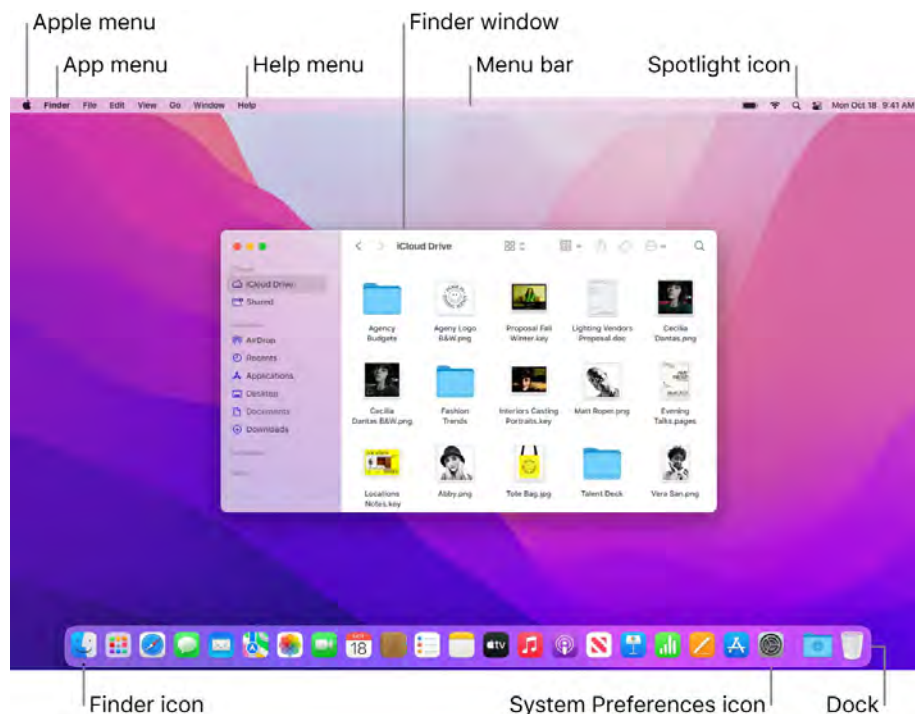 Apple menu
Finder window
App menu
Help menu
Menu bar
Spotlight icon
Finder File Edit View Go Window Help
Mon Oct 18 9:41 AM
iCloud Drive
iCloud Drive
Shared
AirDrop
Recents
Applications
Desktop
Documents
Downloads
Agency
Budgets
Ageny Logo
B&W.png
Proposal Fall
Winter.key
Lighting Vendors
Proposal.doc
Cecilia
Dantas.png
Cecilia
Dantas B&W.png
Fashion
Trends
Interiors Casting
Portraits.key
Matt Roper.png
Evening
Talks.pages
Locations
Notes.key
Abby.png
Tote Bag.jpg
Talent Deck
Vera San.png
18
tv
Finder icon
System Preferences icon
Dock